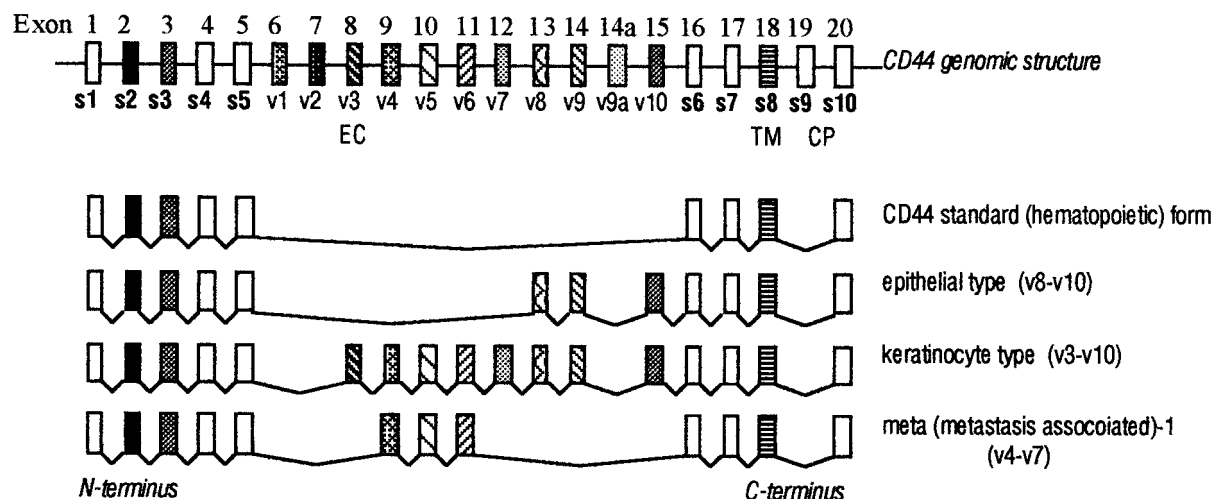 Exon 1 2 3 4 5 6 7 8 9 10 11 12 13 14 14a 15 16 17 18 19 20
CD44 genomic structure
s1 s2 s3 s4 s5 v1 v2 v3 v4 v5 v6 v7 v8 v9 v9a v10 s6 s7 s8 s9 s10
EC TM CP
CD44 standard (hematopoietic) form
epithelial type (v8-v10)
keratinocyte type (v3-v10)
meta (metastasis assocoiated)-1
(v4-v7)
N-terminus C-terminus